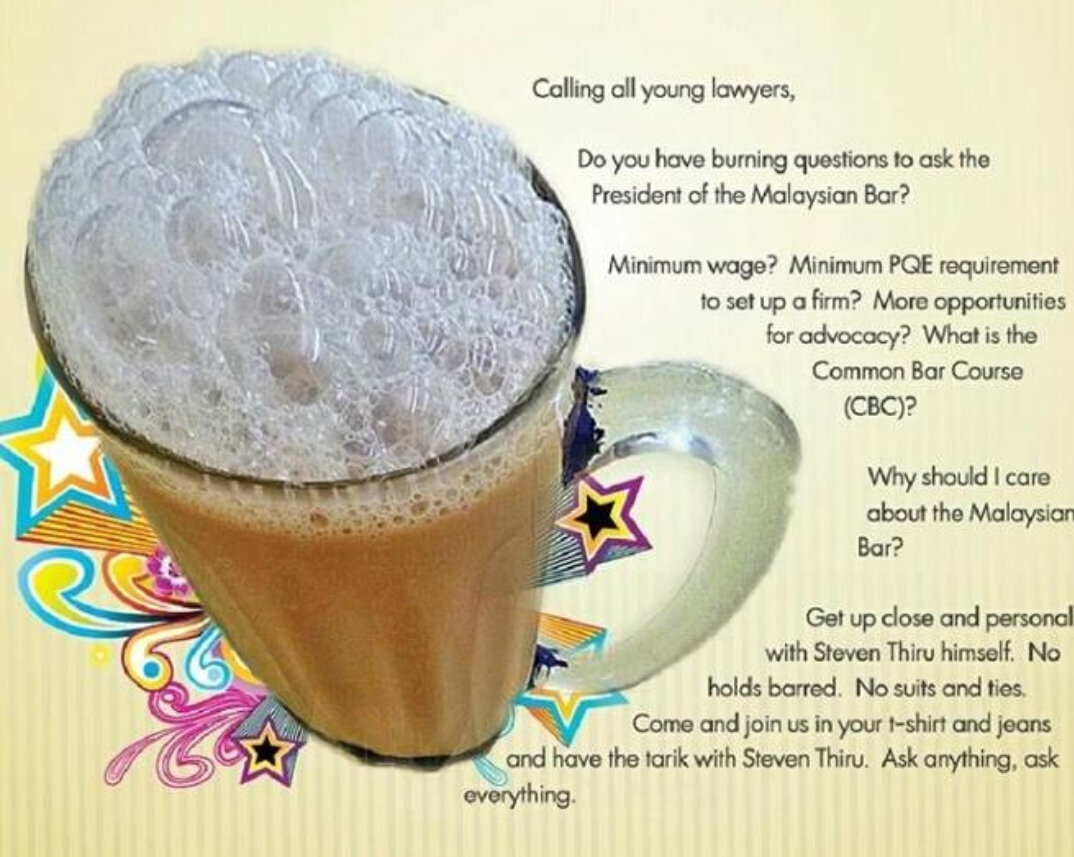 Calling all young lawyers,
Do you have burning questions to ask the
President of the Malaysian Bar?
Minimum wage?  Minimum PQE requirement
to set up a firm?  More opportunities
for advocacy?  What is the
Common Bar Course
(CBC)?
Why should I care
about the Malaysian
Bar?
Get up close and personal
with Steven Thiru himself.  No
holds barred.  No suits and ties.
Come and join us in your t-shirt and jeans
and have the tarik with Steven Thiru.  Ask anything, ask
everything.